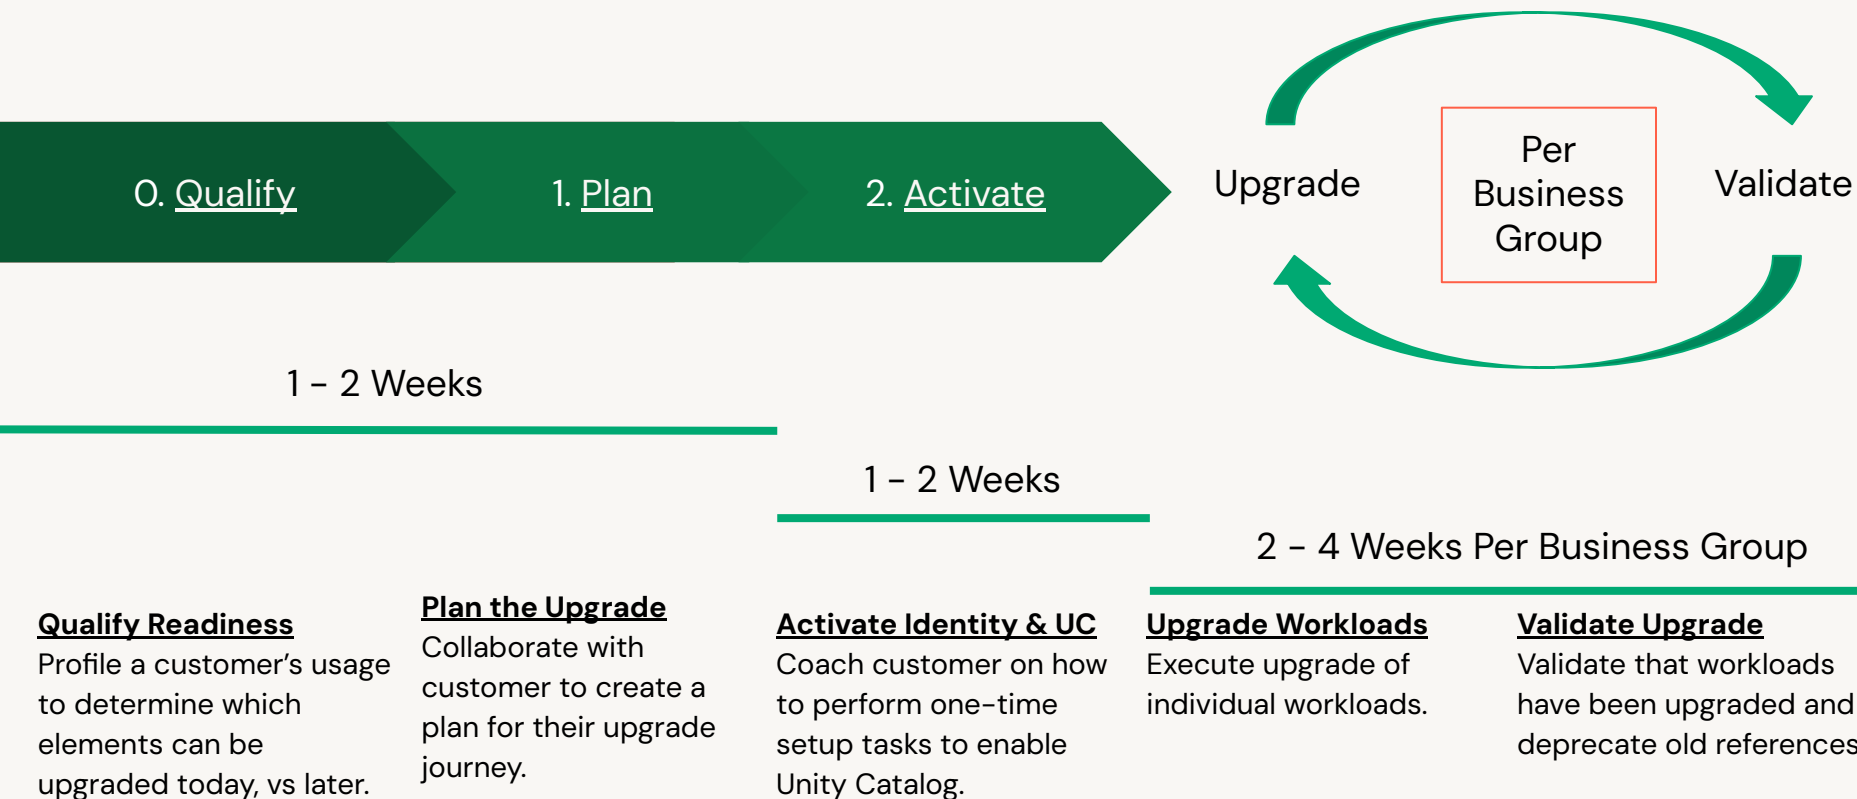 0. Qualify
1. Plan
2. Activate
Upgrade
Per
Business
Group
Validate
1 - 2 Weeks
1 - 2 Weeks
2 - 4 Weeks Per Business Group
Qualify Readiness
Profile a customer's usage
to determine which
elements can be
upgraded today, vs later.
Plan the Upgrade
Collaborate with
customer to create a
plan for their upgrade
journey.
Activate Identity & UC
Coach customer on how
to perform one-time
setup tasks to enable
Unity Catalog.
Upgrade Workloads
Execute upgrade of
individual workloads.
Validate Upgrade
Validate that workloads
have been upgraded and
deprecate old references